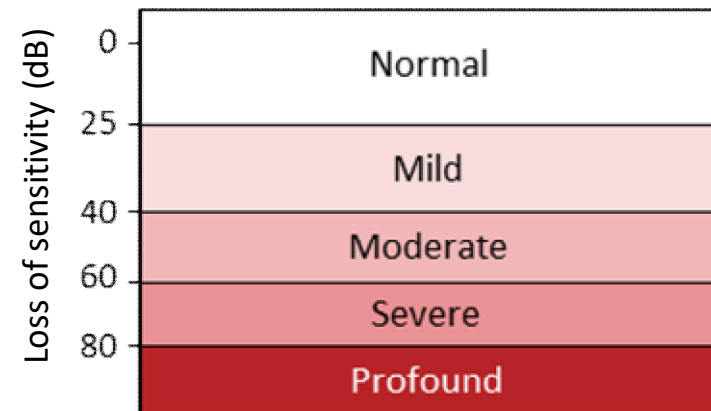 Loss of sensitivity (dB)
0
Normal
25
Mild
40
Moderate
60
Severe
80
Profound